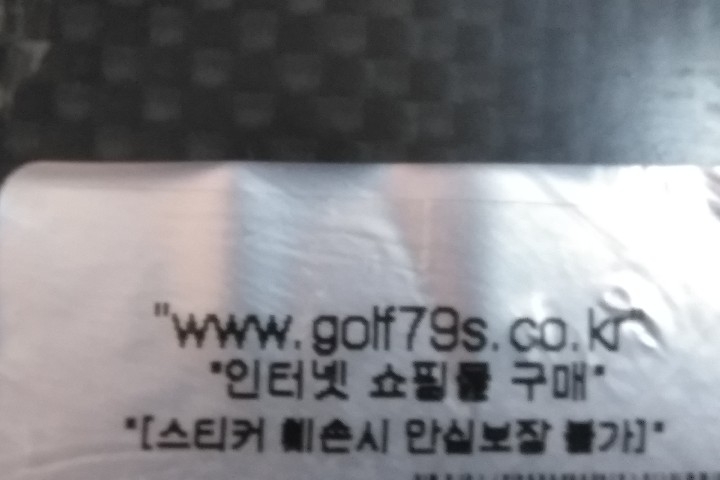 "www.golf79s.co.kr"
"인터넷 쇼핑몰 구매"
"[스티커 훼손시 안심보장 불가]"